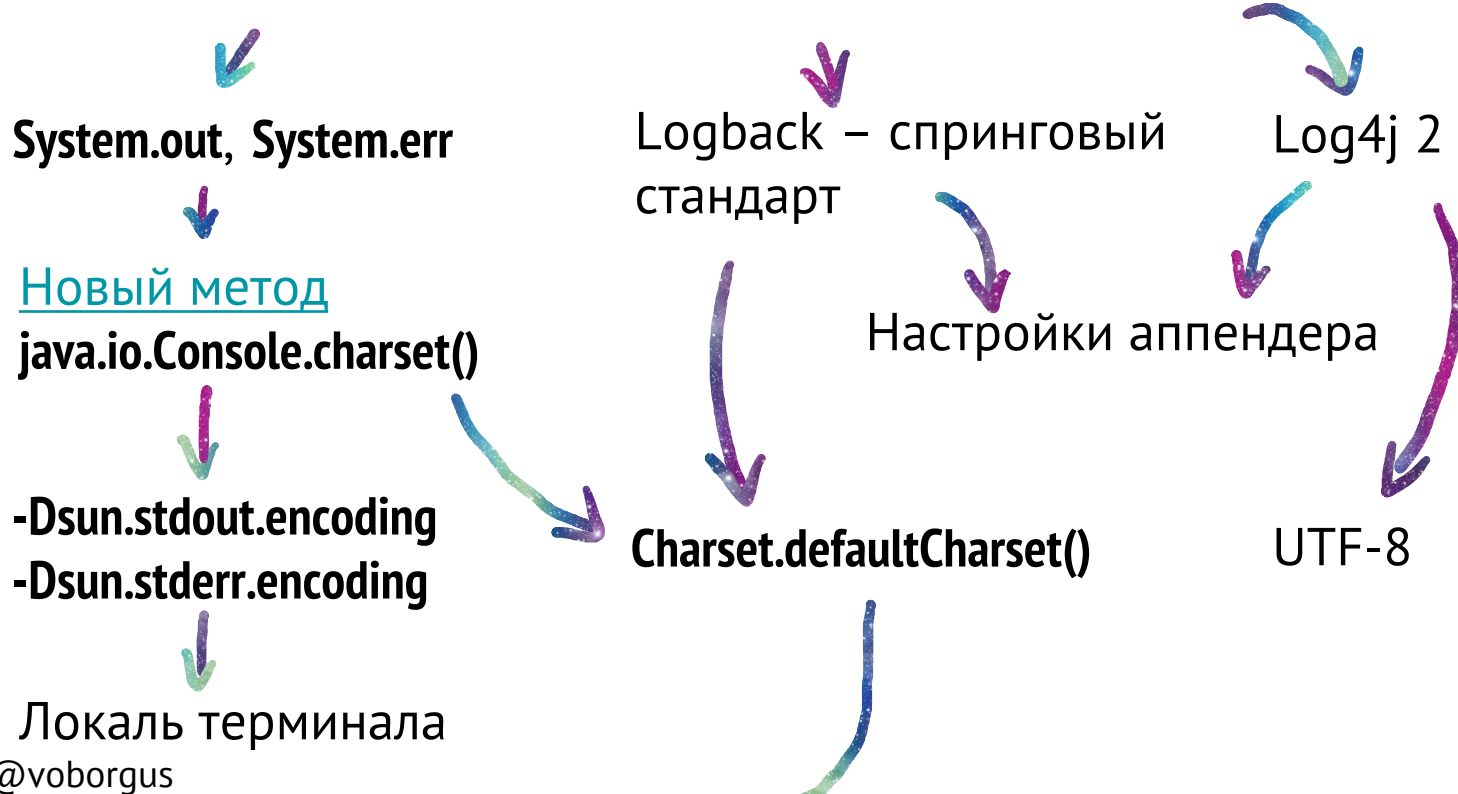 System.out, System.err
Новый метод
java.io.Console.charset()
-Dsun.stdout.encoding
-Dsun.stderr.encoding
Локаль терминала
@voborgus
Logback – спринговый
стандарт
Log4j 2
Настройки аппендера
Charset.defaultCharset()
UTF-8